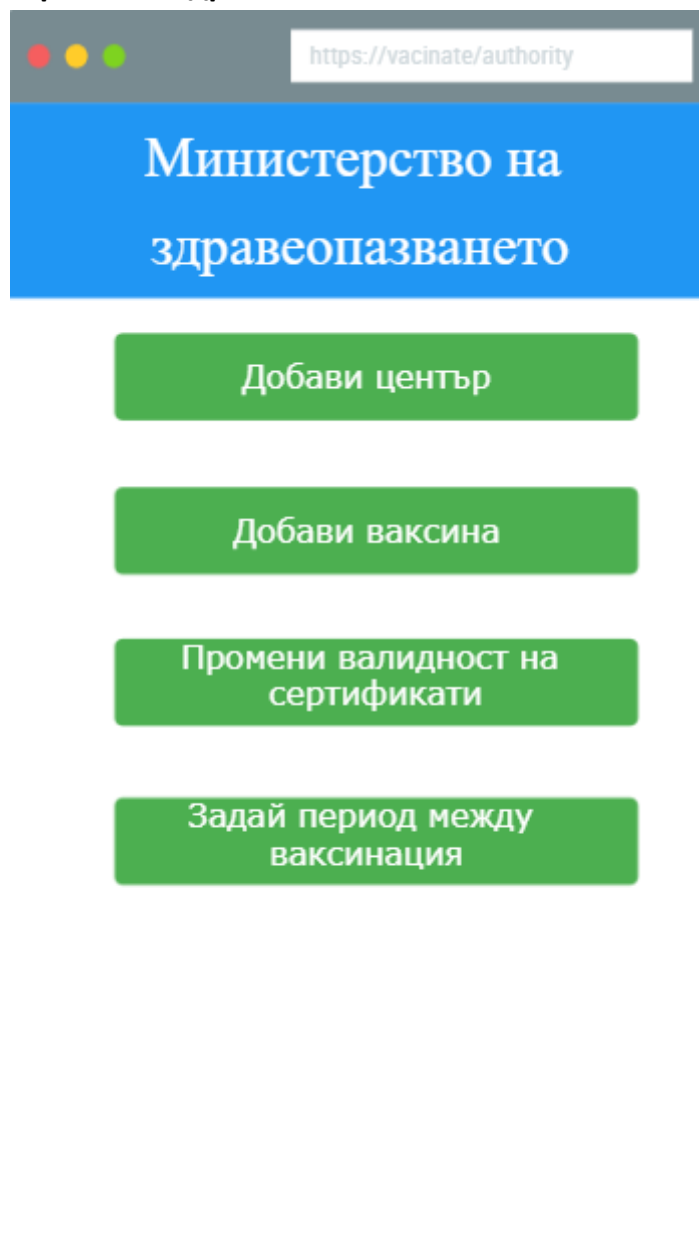 https://vacinate/authority
Министерство на
здравеопазването
Добави център
Добави ваксина
Промени валидност на
сертификати
Задай период между
ваксинация